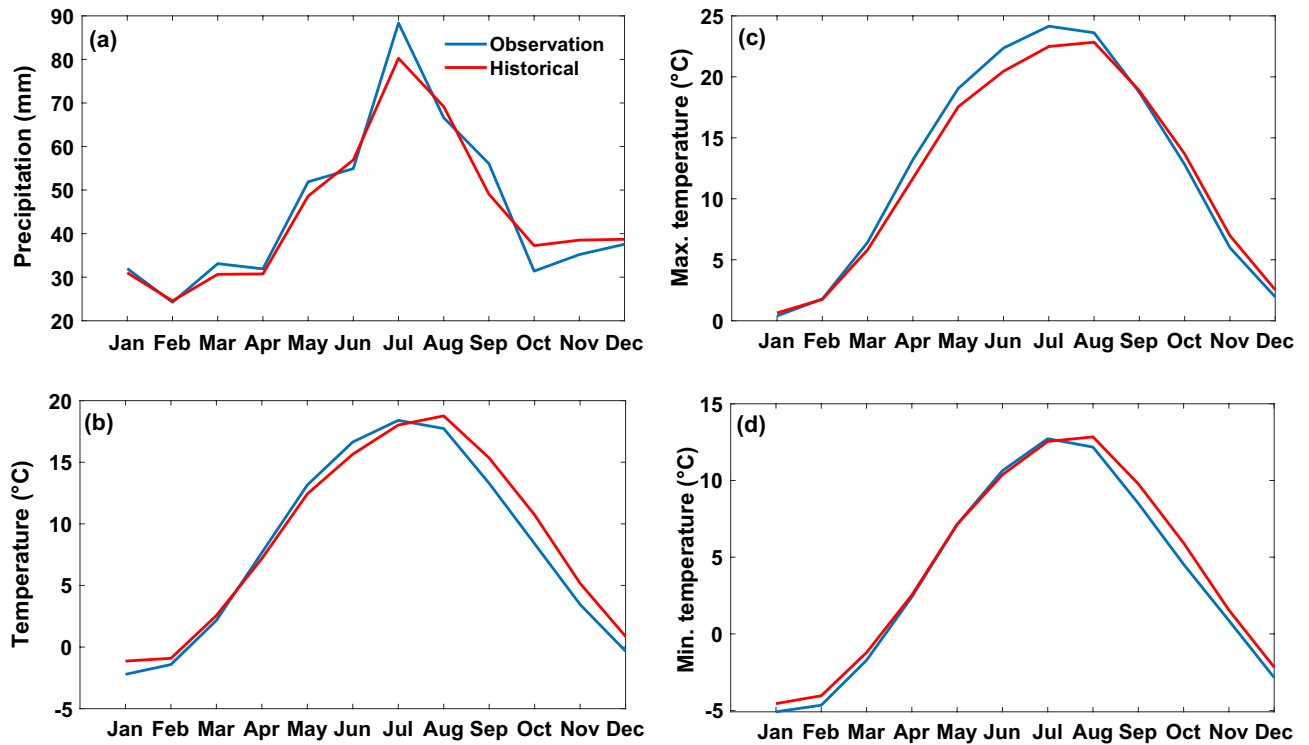 (a)
Observation
Historical
Precipitation (mm)
90
80
70
60
50
40
30
20
Jan Feb Mar Apr May Jun Jul Aug Sep Oct Nov Dec
(c)
Max. temperature (°C)
25
20
15
10
5
0
Jan Feb Mar Apr May Jun Jul Aug Sep Oct Nov Dec
(b)
Temperature (°C)
20
15
10
5
0
-5
Jan Feb Mar Apr May Jun Jul Aug Sep Oct Nov Dec
(d)
Min. temperature (°C)
15
10
5
0
-5
Jan Feb Mar Apr May Jun Jul Aug Sep Oct Nov Dec